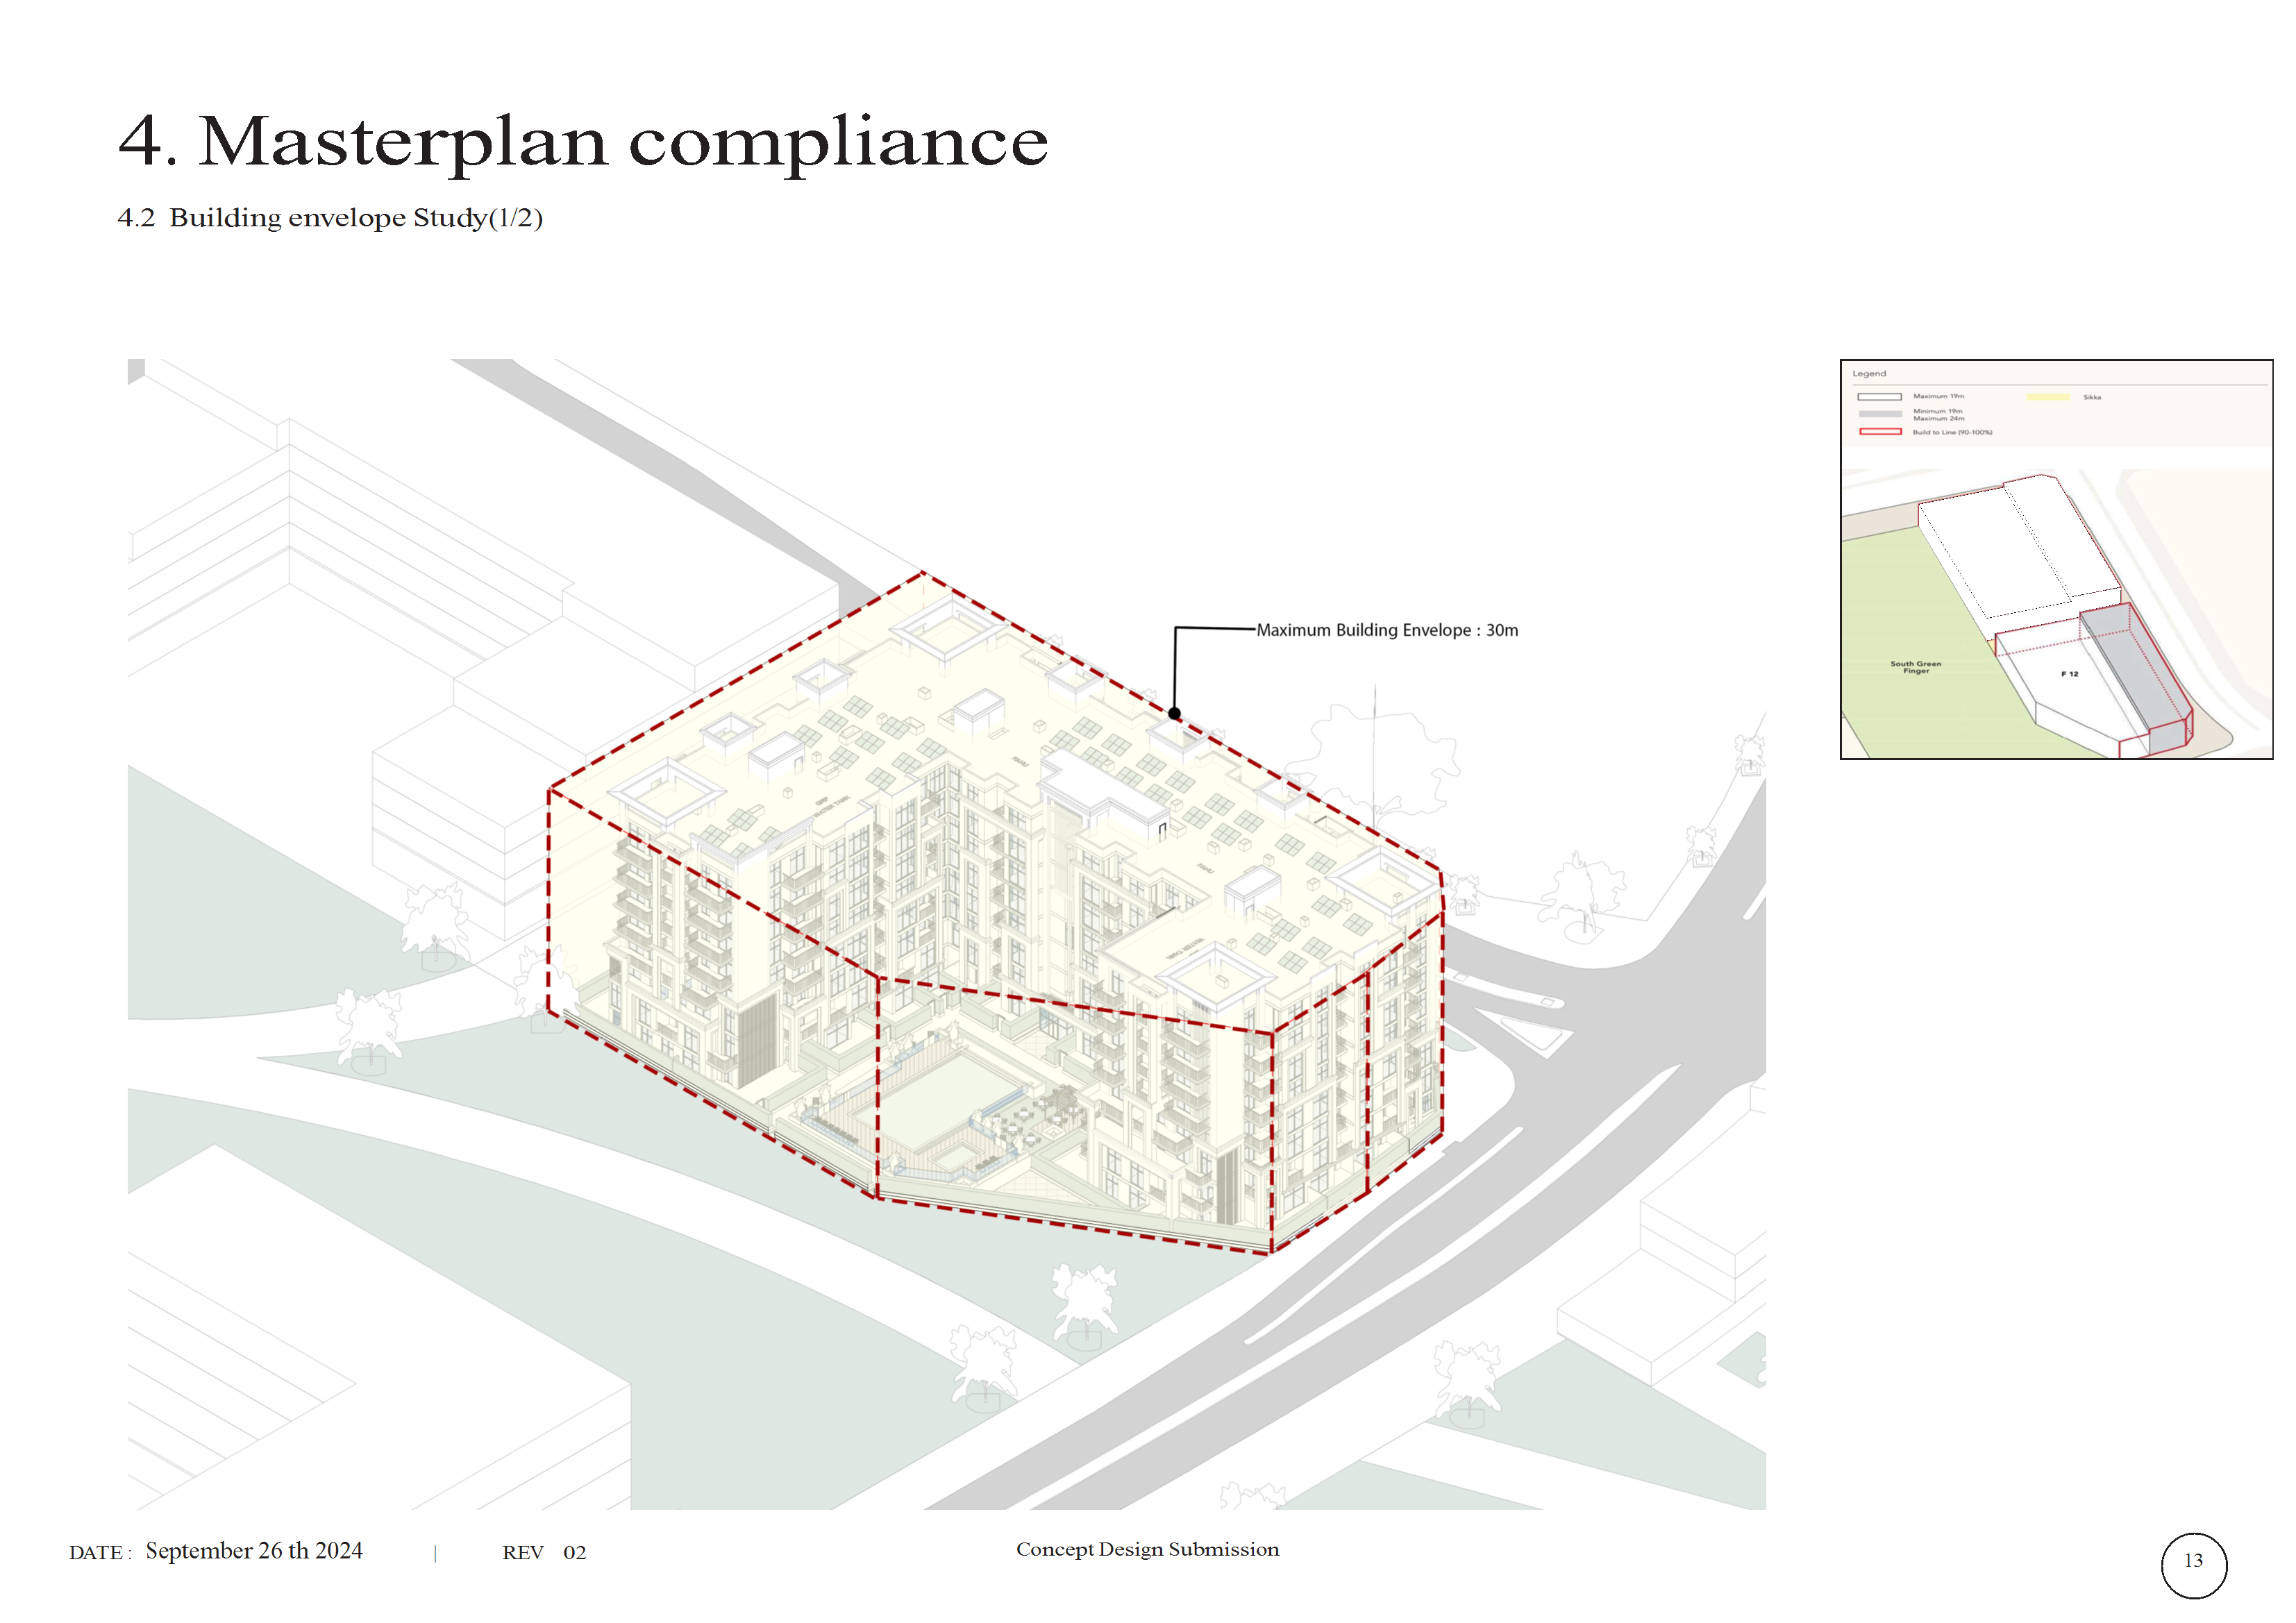 4. Masterplan compliance
4.2 Building envelope Study(1/2)
Maximum Building Envelope : 30m
Legend
Maximum 19m
Sikka
Minimum 19m
Maximum 24m
Build to Line (90-100%)
South Green
Finger
F 12
WATER TANK
DATE : September 26 th 2024 | REV 02
Concept Design Submission
13